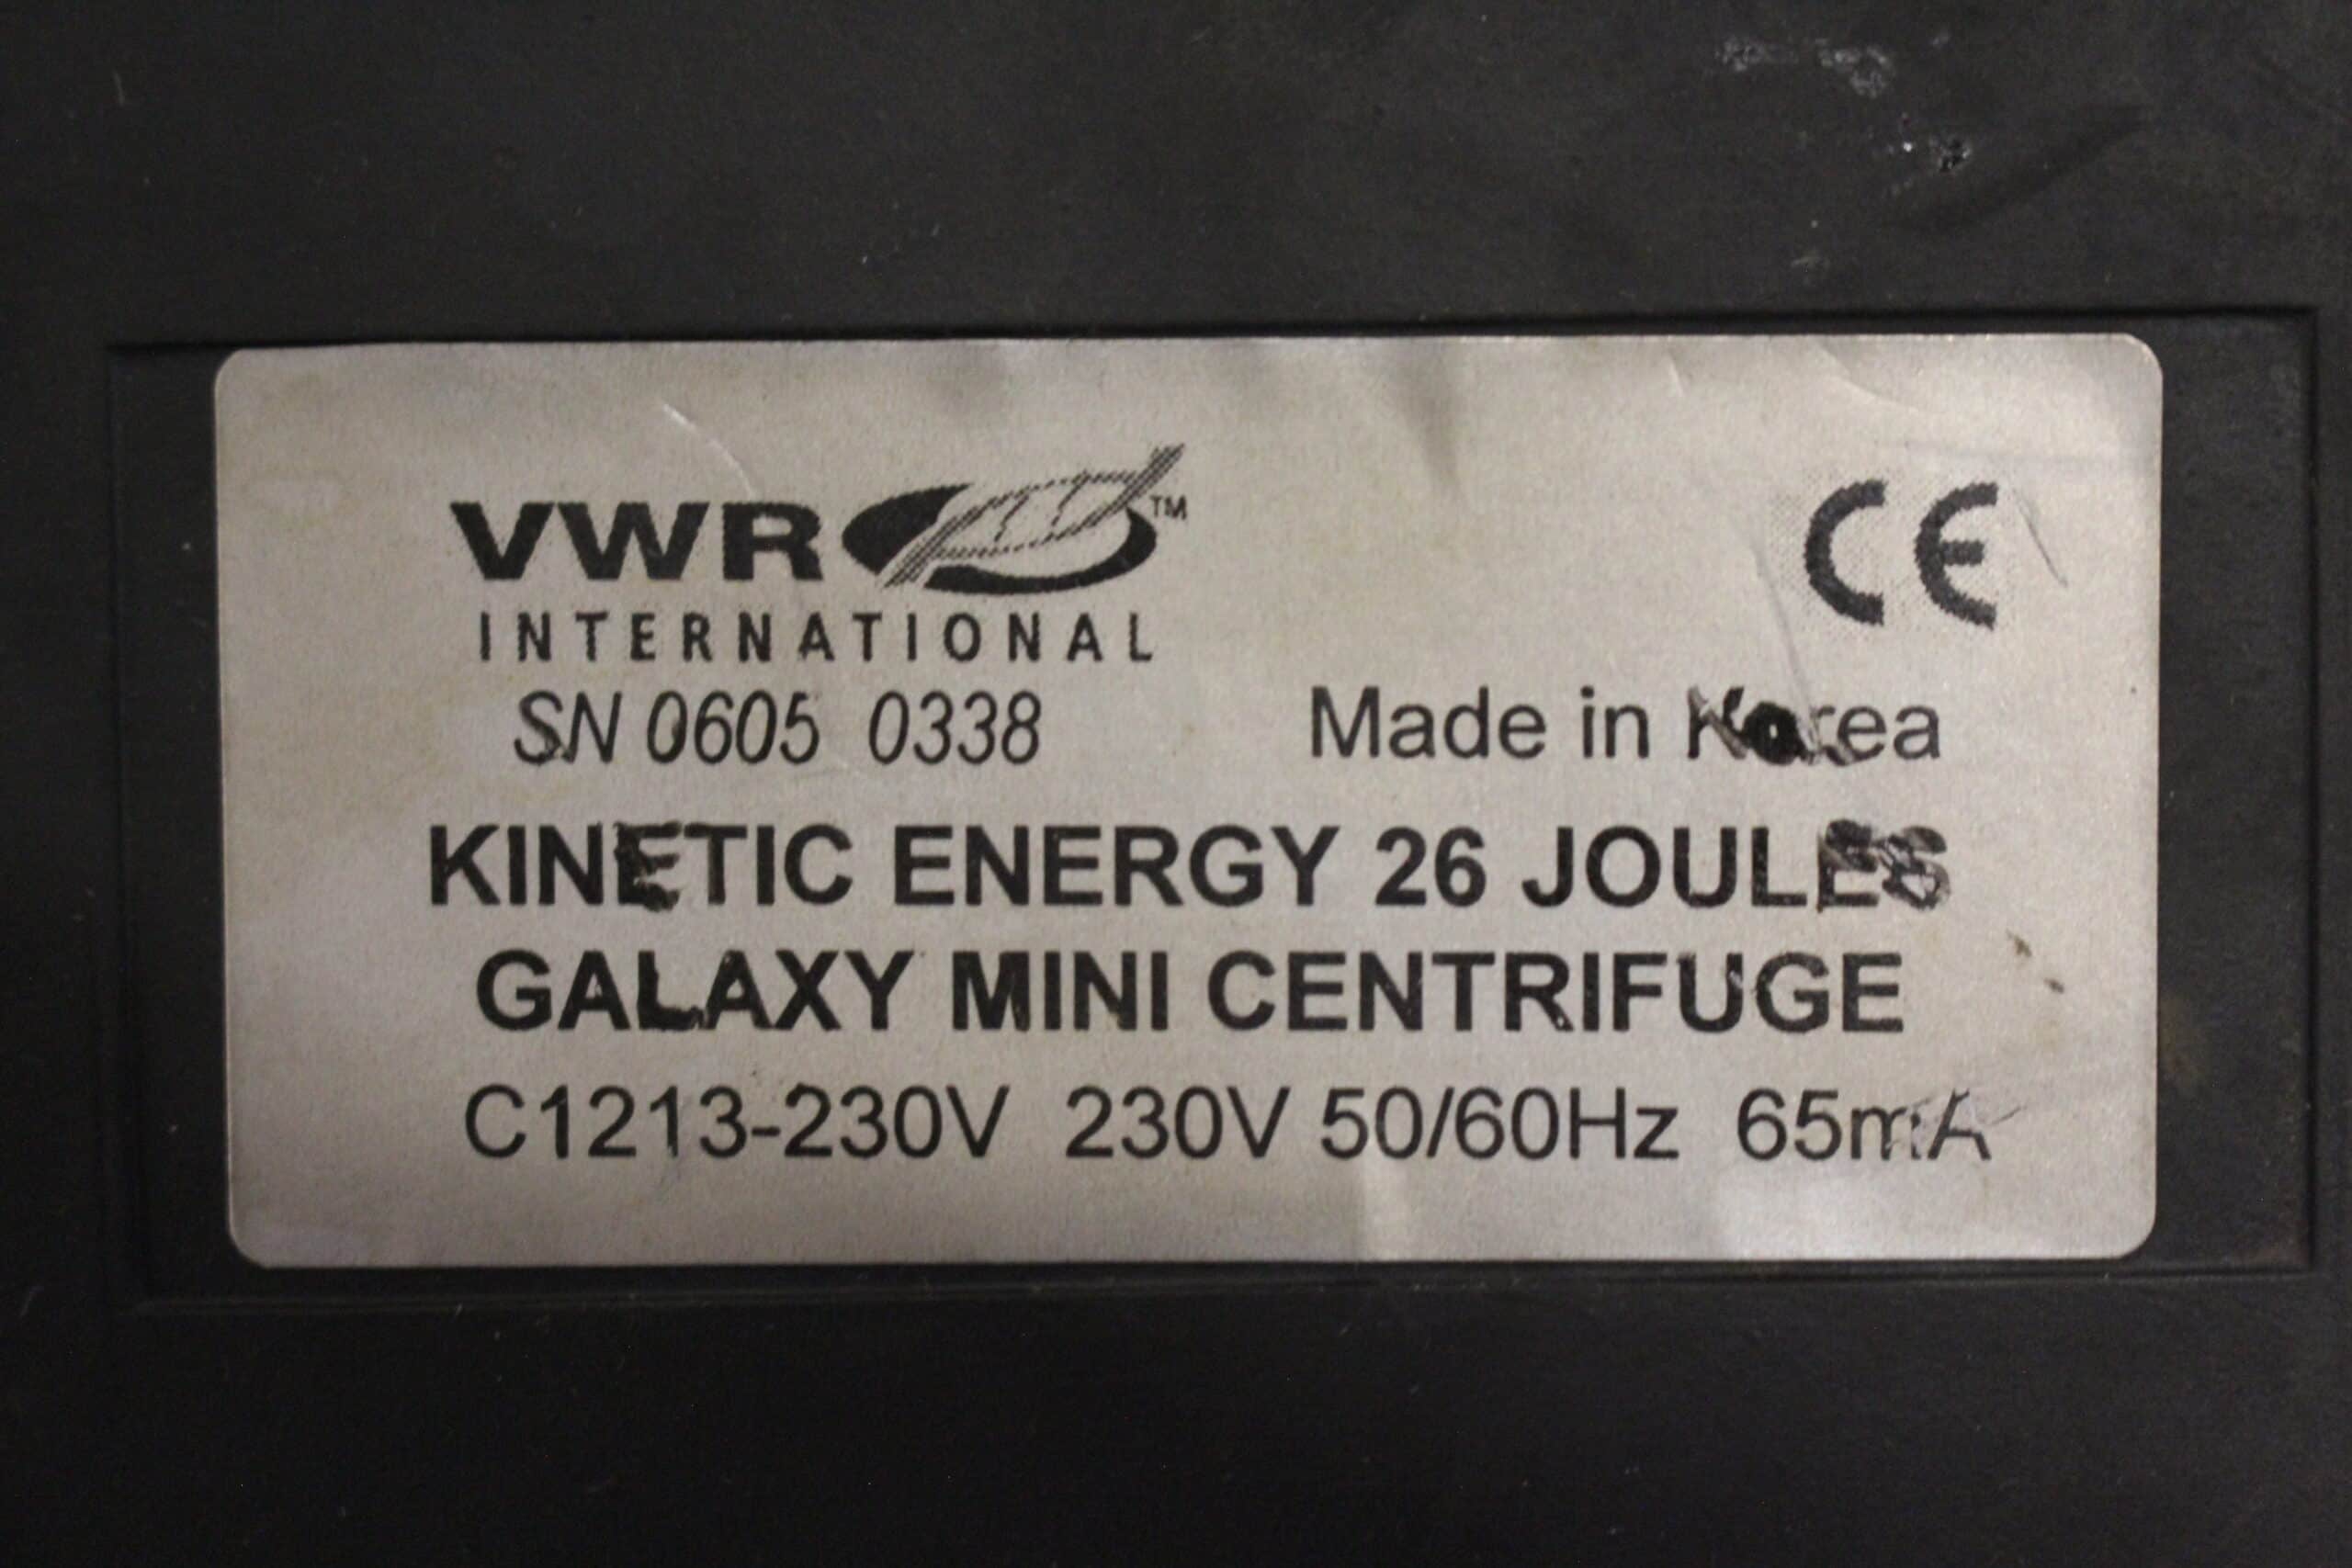 VWR™
INTERNATIONAL
CE
SN 0605 0338
Made in Korea
KINETIC ENERGY 26 JOULES
GALAXY MINI CENTRIFUGE
C1213-230V 230V 50/60Hz 65mA